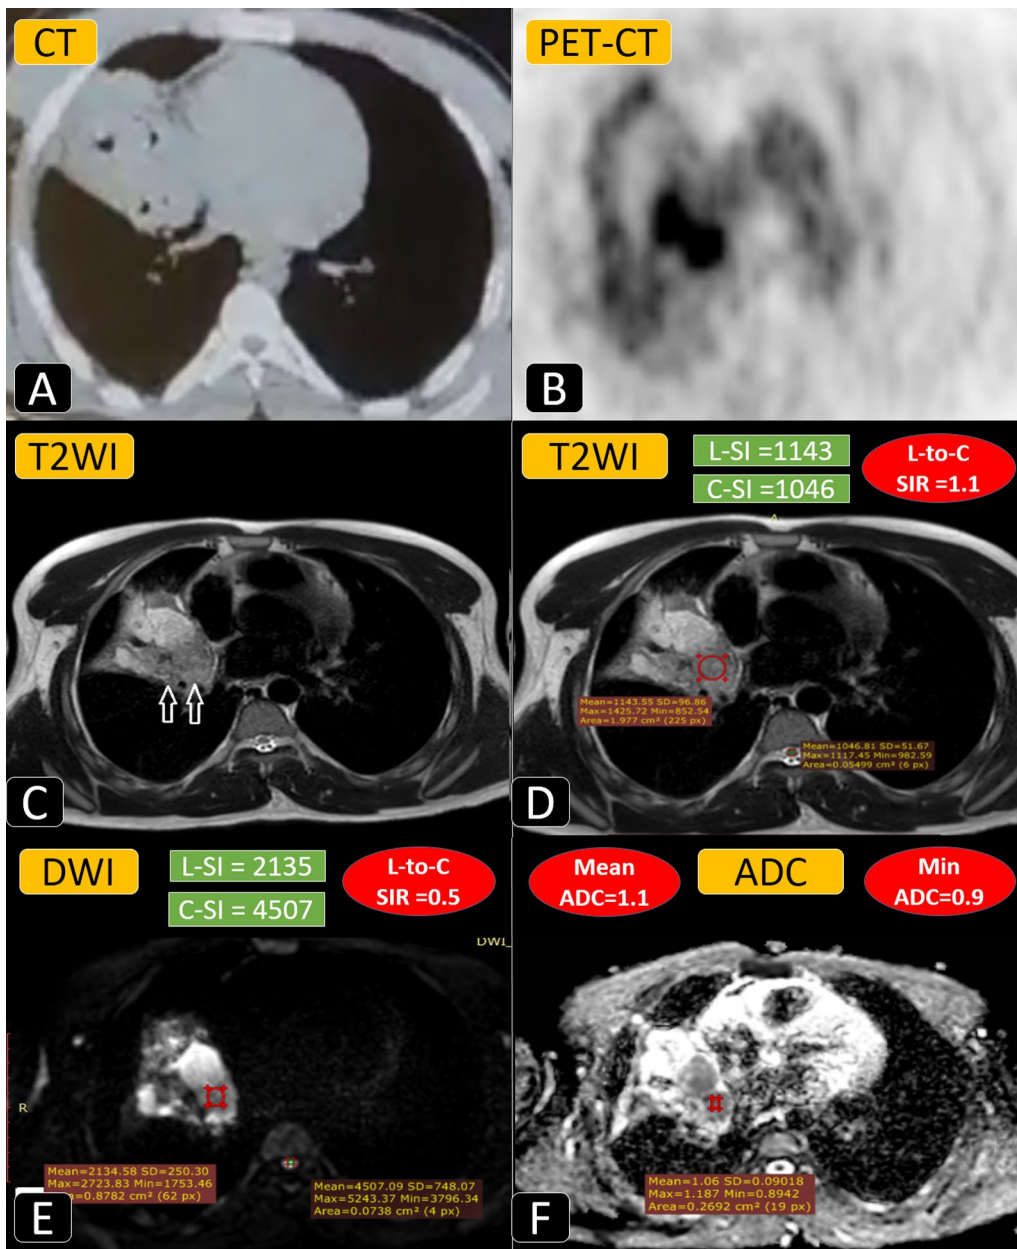 CT
PET-CT
A
B
T2WI
T2WI
L-SI =1143
C-SI =1046
L-to-C
SIR =1.1
A
Mean=1143.55 SD=96.86
Max=1425.72 Min=852.54
Area=1.977 cm² (225 px)
Mean=1046.81 SD=51.67
Max=1117.45 Min=982.59
Area=0.05499 cm² (6 px)
C
D
DWI
L-SI = 2135
C-SI = 4507
L-to-C
SIR =0.5
Mean
ADC=1.1
ADC
Min
ADC=0.9
DWI_
R
Mean=2134.58 SD=250.30
Max=2723.83 Min=1753.46
=0.8782 cm² (62 px)
Mean=4507.09 SD=748.07
Max=5243.37 Min=3796.34
Area=0.0738 cm² (4 px)
Mean=1.06 SD=0.09018
Max=1.187 Min=0.8942
Area=0.2692 cm² (19 px)
E
F